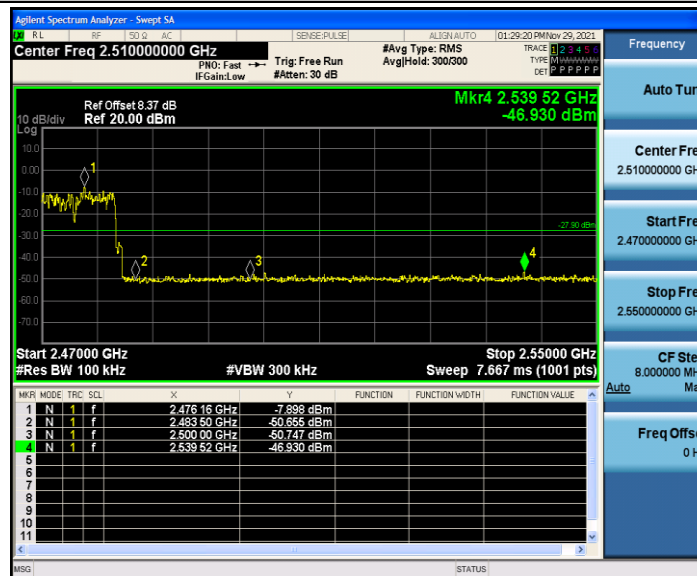 Agilent Spectrum Analyzer - Swept SA
LXI RL RF 50 Ω AC SENSE:PULSE ALIGN AUTO 01:29:20 PM Nov 29, 2021
Center Freq 2.510000000 GHz #Avg Type: RMS TRACE 1 2 3 4 5 6
PNO: Fast Trig: Free Run Avg|Hold: 300/300 TYPE M WWWWW
IFGain:Low #Atten: 30 dB DET P P P P P P
Mkr4 2.539 52 GHz
-46.930 dBm
Ref Offset 8.37 dB
10 dB/div Ref 20.00 dBm
Log
10.0
0.00
-10.0
-20.0
-30.0
-40.0
-50.0
-60.0
-70.0
1
2
3
4
-27.90 dBm
Start 2.47000 GHz Stop 2.55000 GHz
#Res BW 100 kHz #VBW 300 kHz Sweep 7.667 ms (1001 pts)
MKR MODE TRC SCL X Y FUNCTION FUNCTION WIDTH FUNCTION VALUE
1 N 1 f 2.476 16 GHz -7.898 dBm
2 N 1 f 2.483 50 GHz -50.655 dBm
3 N 1 f 2.500 00 GHz -50.747 dBm
4 N 1 f 2.539 52 GHz -46.930 dBm
5
6
7
8
9
10
11
MSG STATUS
Frequency
Auto Tun
Center Fre
2.510000000 GH
Start Fre
2.470000000 GH
Stop Fre
2.550000000 GH
CF Ste
8.000000 MH
Auto Ma
Freq Offs
0 H